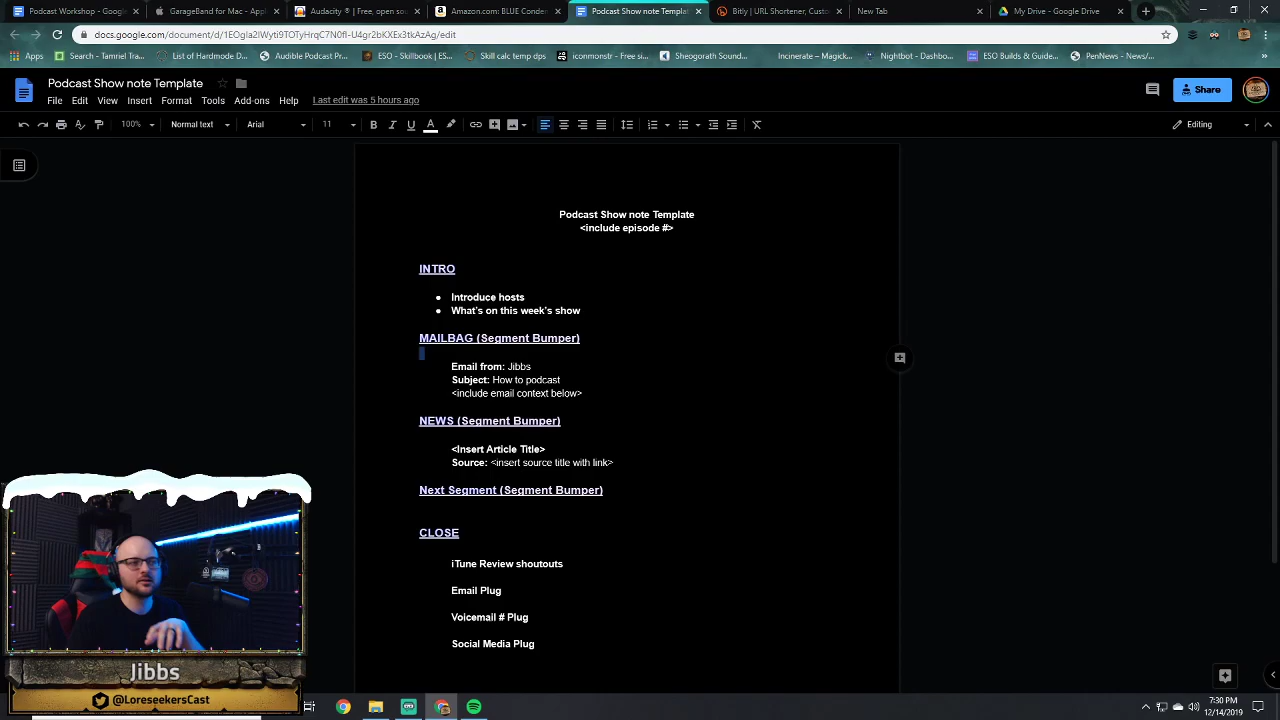 Podcast Workshop - Google
GarageBand for Mac - Appl
Audacity ® | Free, open sou
Amazon.com: BLUE Conden
Podcast Show note Template
Bitly | URL Shortener, Custo
New Tab
My Drive - Google Drive
docs.google.com/document/d/1EOgIa2IWyti9TOTyHrqC7N0fI-U4gr2bKXEx3tkAzAg/edit
Apps
Search - Tamriel Tra...
List of Hardmode D...
Audible Podcast Pr...
ESO - Skillbook | ES...
Skill calc temp dps
iconmonstr - Free si...
Sheogorath Sound...
Incinerate – Magick...
Nightbot - Dashbo...
ESO Builds & Guide...
PenNews - News/...
»
Podcast Show note Template
File Edit View Insert Format Tools Add-ons Help Last edit was 5 hours ago
Share
100% Normal text Arial 11 B I U A Editing
Podcast Show note Template
<include episode #>
INTRO
● Introduce hosts
● What's on this week's show
MAILBAG (Segment Bumper)
Email from: Jibbs
Subject: How to podcast
<include email context below>
NEWS (Segment Bumper)
<Insert Article Title>
Source: <insert source title with link>
Next Segment (Segment Bumper)
CLOSE
iTune Review shoutouts
Email Plug
Voicemail # Plug
Social Media Plug
Jibbs
@LoreseekersCast
7:30 PM
12/14/2019